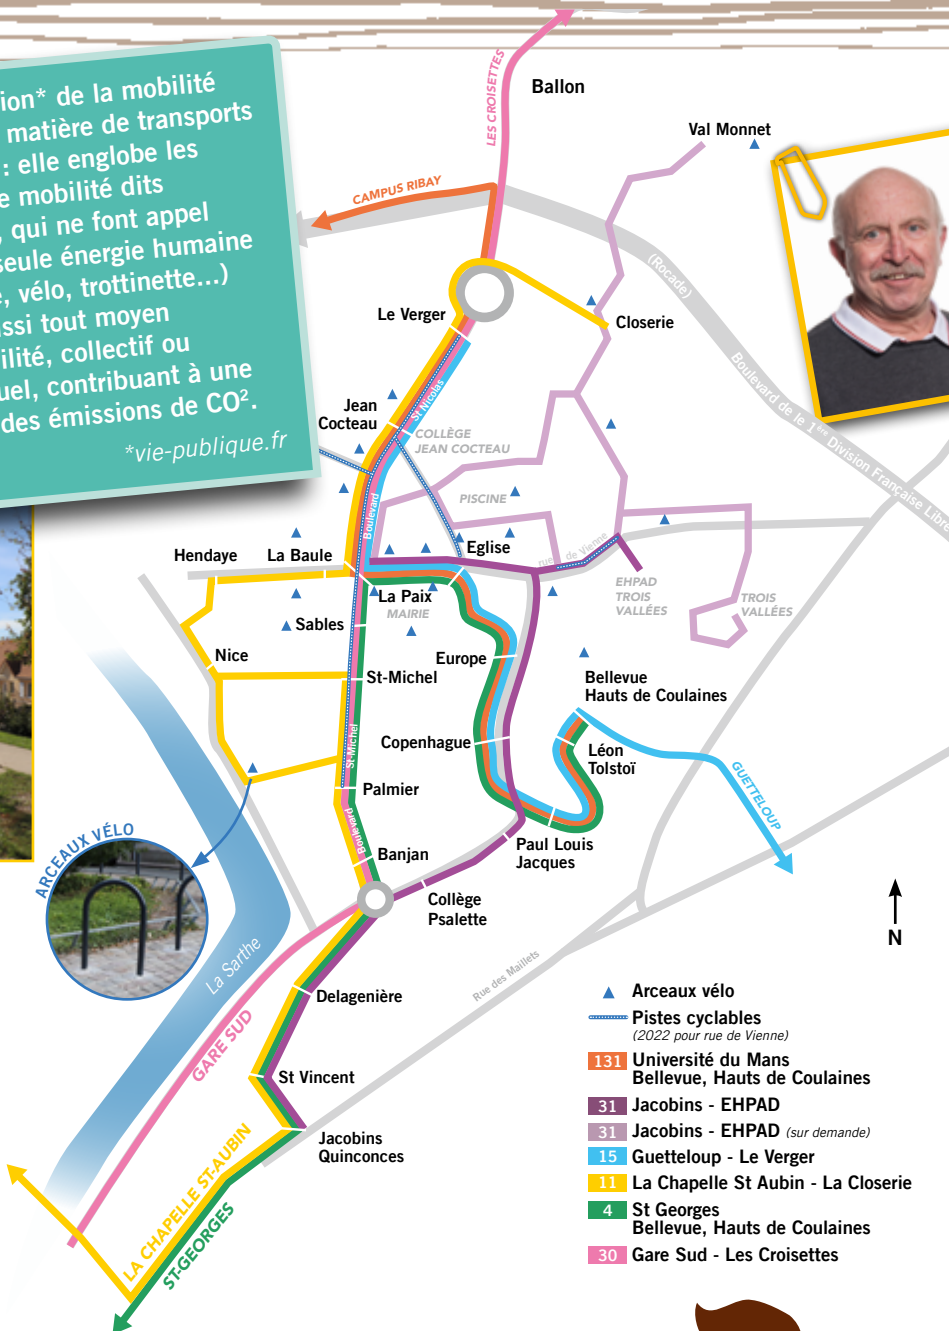 ion* de la mobilité
matière de transports
: elle englobe les
e mobilité dits
, qui ne font appel
seule énergie humaine
e, vélo, trottinette...)
ssi tout moyen
ilité, collectif ou
uel, contribuant à une
des émissions de CO².
*vie-publique.fr
LES CROISETTES
Ballon
Val Monnet
CAMPUS RIBAY
(Rocade)
Boulevard de le 1ère Division Française Libre
Le Verger
Closerie
St Nicolas
Jean
Cocteau
COLLÈGE
JEAN COCTEAU
Boulevard
PISCINE
Hendaye
La Baule
Eglise
rue de Vienne
La Paix
MAIRIE
EHPAD
TROIS
VALLÉES
TROIS
VALLÉES
Sables
Nice
Europe
St-Michel
Bellevue
Hauts de Coulaines
Copenhague
St-Michel
Léon
Tolstoï
GUETTELOUP
Palmier
Boulevard
Banjan
Paul Louis
Jacques
ARCEAUX VÉLO
Collège
Psalette
N
La Sarthe
Rue des Maillets
Delagenière
GARE SUD
St Vincent
Jacobins
Quinconces
LA CHAPELLE ST-AUBIN
ST-GEORGES
Arceaux vélo
Pistes cyclables
(2022 pour rue de Vienne)
131 Université du Mans
Bellevue, Hauts de Coulaines
31 Jacobins - EHPAD
31 Jacobins - EHPAD (sur demande)
15 Guetteloup - Le Verger
11 La Chapelle St Aubin - La Closerie
4 St Georges
Bellevue, Hauts de Coulaines
30 Gare Sud - Les Croisettes